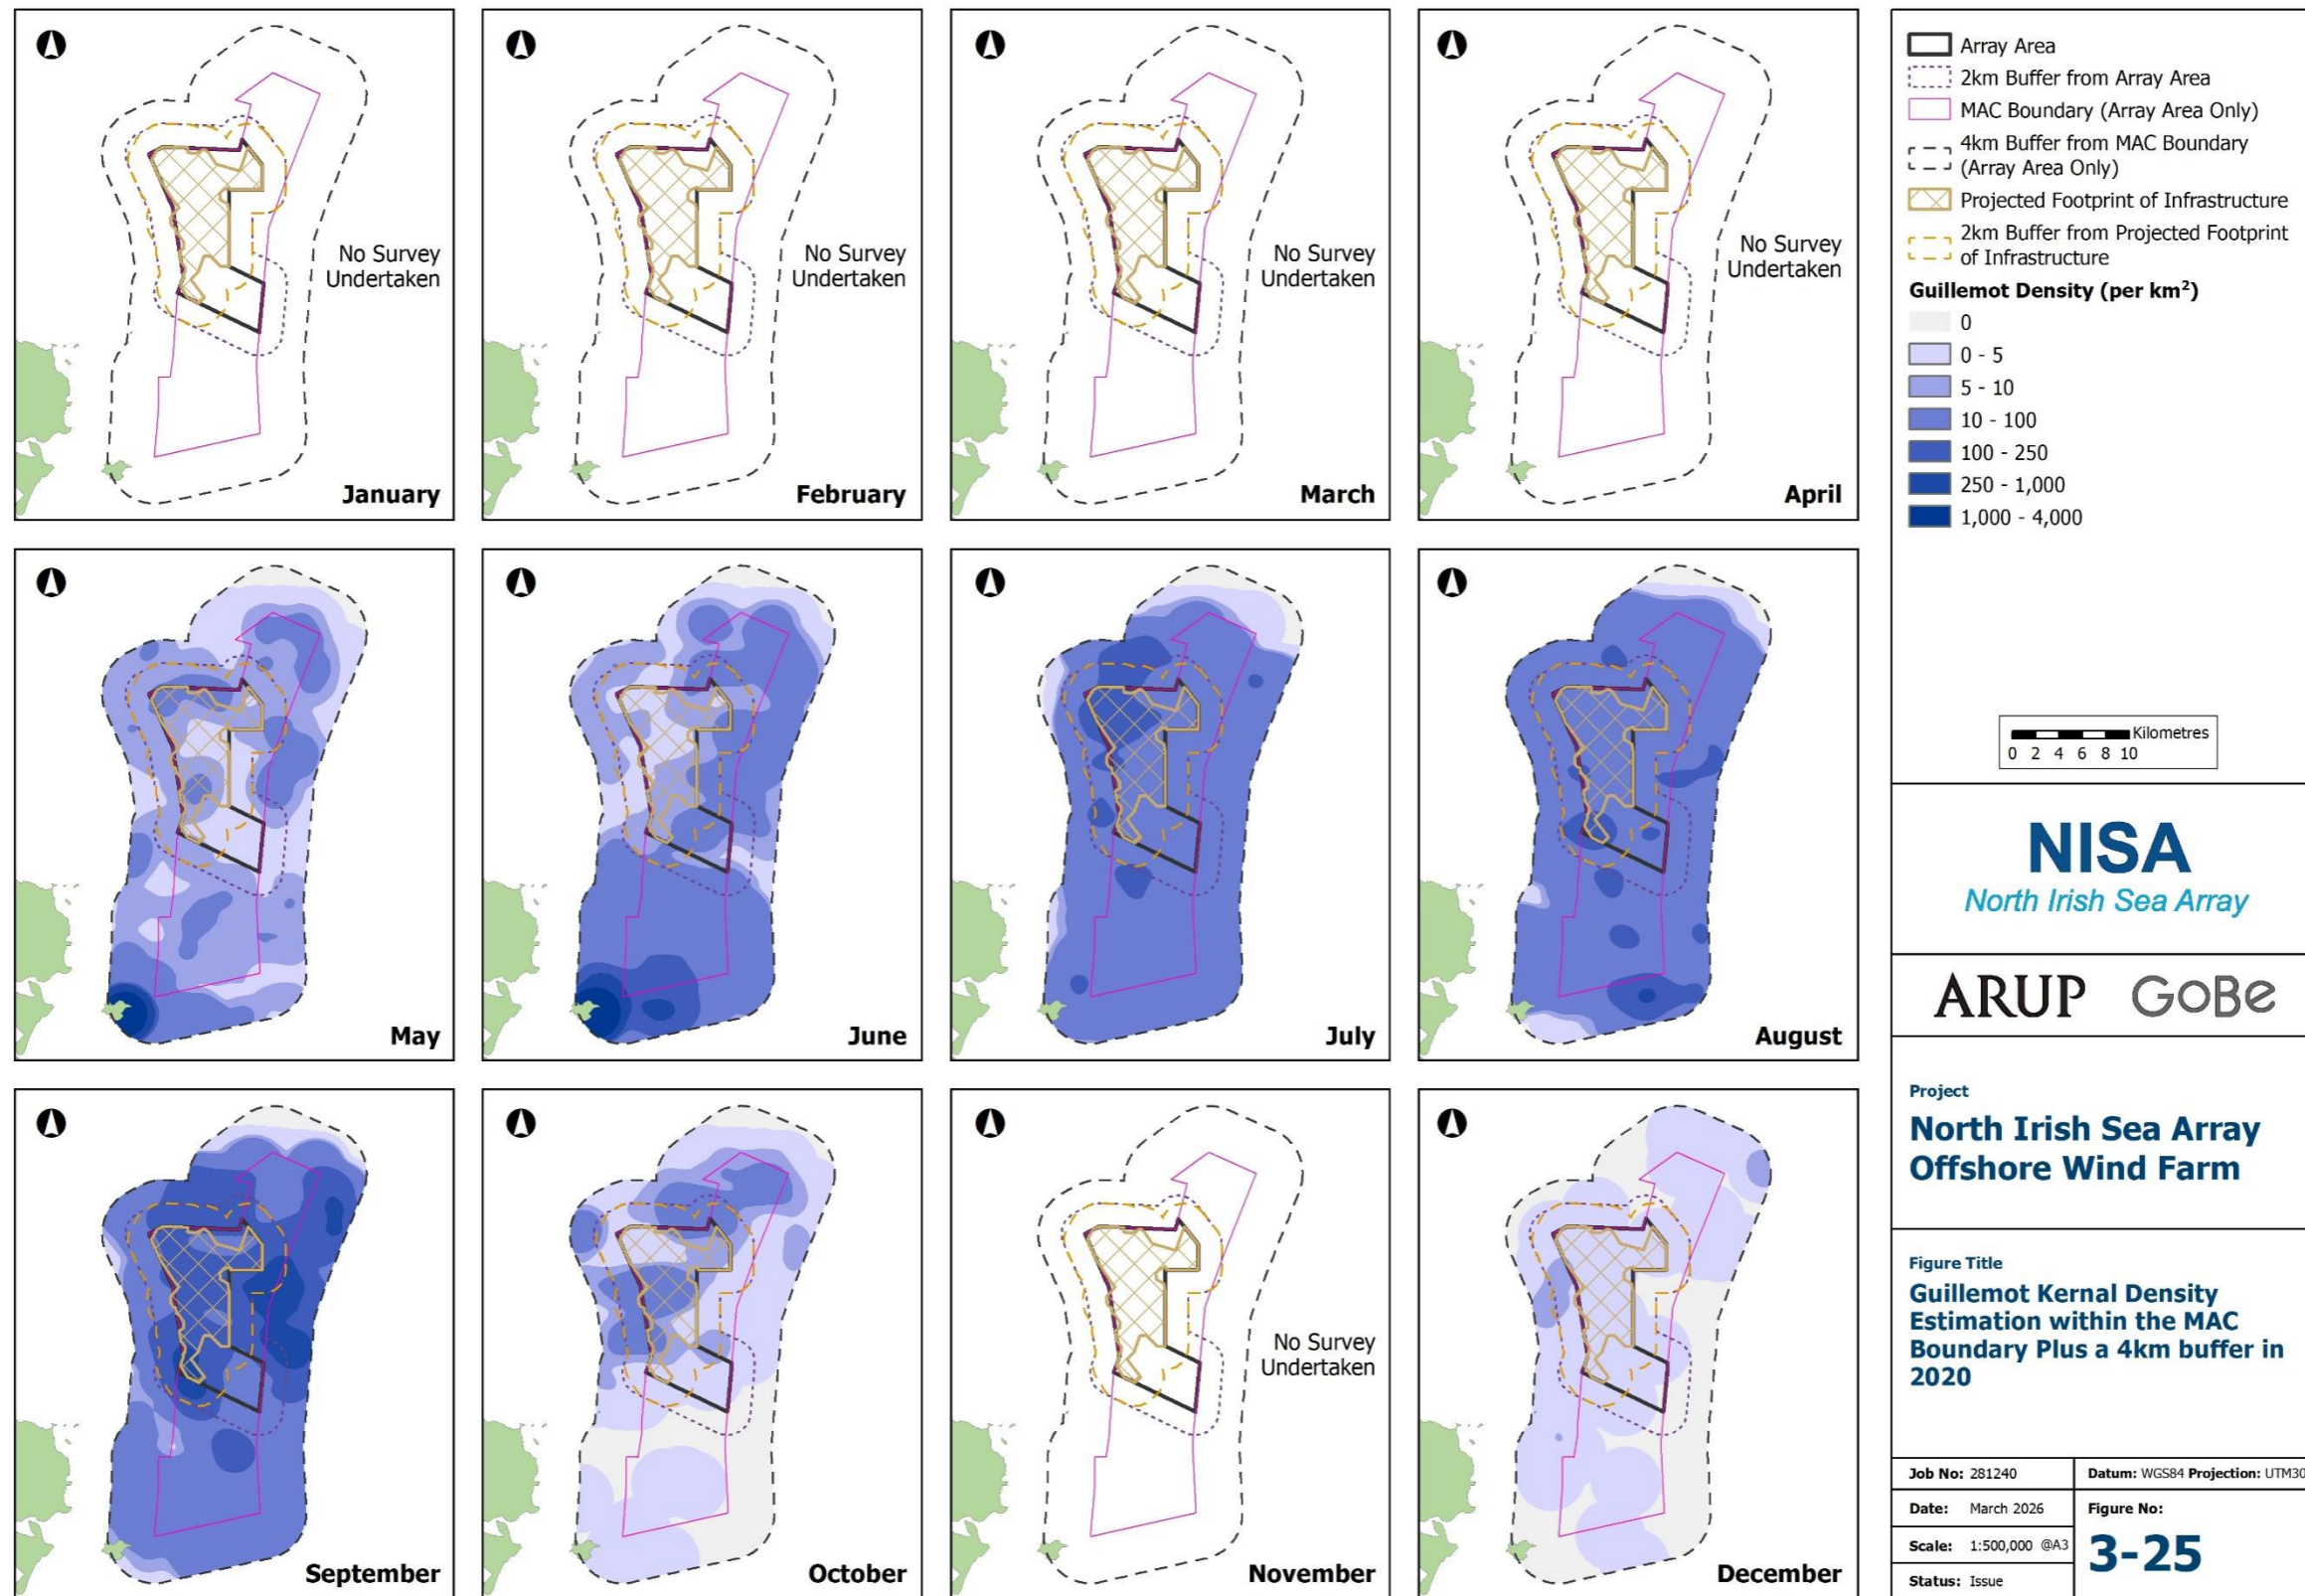 No Survey
Undertaken
January
No Survey
Undertaken
February
No Survey
Undertaken
March
No Survey
Undertaken
April
May
June
July
August
September
October
No Survey
Undertaken
November
December
Array Area
2km Buffer from Array Area
MAC Boundary (Array Area Only)
4km Buffer from MAC Boundary
(Array Area Only)
Projected Footprint of Infrastructure
2km Buffer from Projected Footprint
of Infrastructure
Guillemot Density (per km²)
0
0 - 5
5 - 10
10 - 100
100 - 250
250 - 1,000
1,000 - 4,000
Kilometres
0 2 4 6 8 10
NISA
North Irish Sea Array
ARUP GoBe
Project
North Irish Sea Array
Offshore Wind Farm
Figure Title
Guillemot Kernal Density
Estimation within the MAC
Boundary Plus a 4km buffer in
2020
Job No: 281240
Datum: WGS84 Projection: UTM30
Date: March 2026
Figure No:
Scale: 1:500,000 @A3
3-25
Status: Issue